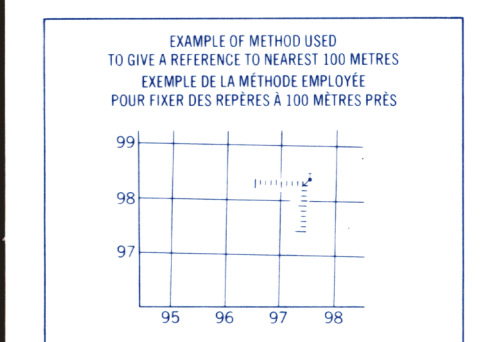 EXAMPLE OF METHOD USED
TO GIVE A REFERENCE TO NEAREST 100 METRES
EXEMPLE DE LA MÉTHODE EMPLOYÉE
POUR FIXER DES REPÈRES À 100 MÈTRES PRÈS
99
98
97
95 96 97 98